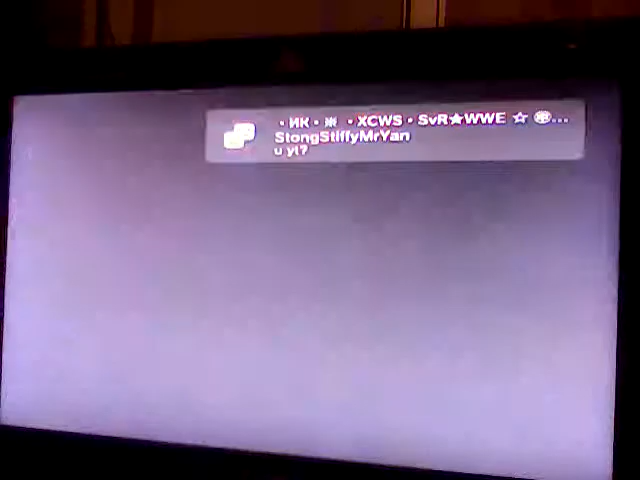 ・ИК・※ ・XCWS・SvR★WWE ☆ ...
StongStiffyMrYan
u yt?